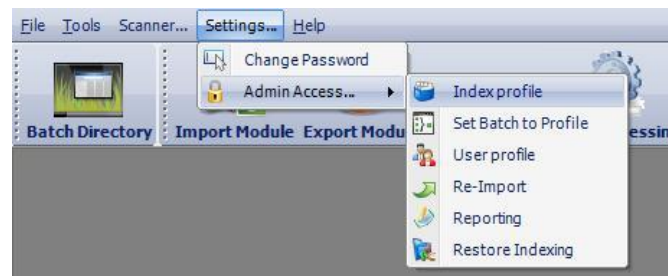 File Tools Scanner... Settings... Help
Change Password
Admin Access...
Index profile
Batch Directory Import Module Export Modu essin
Set Batch to Profile
User profile
Re-Import
Reporting
Restore Indexing